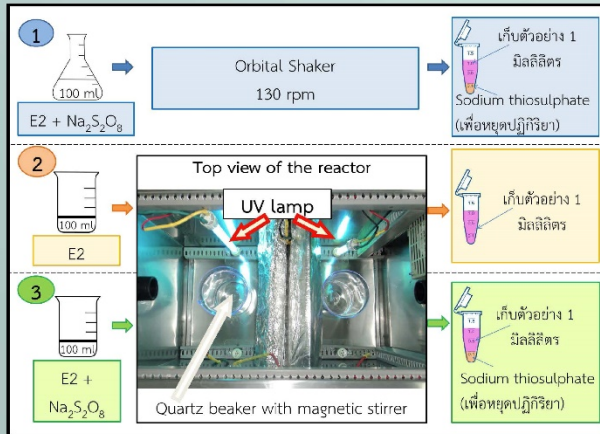 1
100 ml
E2 + Na₂S₂O₈
Orbital Shaker
130 rpm
เก็บตัวอย่าง 1
มิลลิลิตร
Sodium thiosulphate
(เพื่อหยุดปฏิกิริยา)
2
100 ml
E2
Top view of the reactor
UV lamp
เก็บตัวอย่าง 1
มิลลิลิตร
3
100 ml
E2 +
Na₂S₂O₈
Quartz beaker with magnetic stirrer
เก็บตัวอย่าง 1
มิลลิลิตร
Sodium thiosulphate
(เพื่อหยุดปฏิกิริยา)